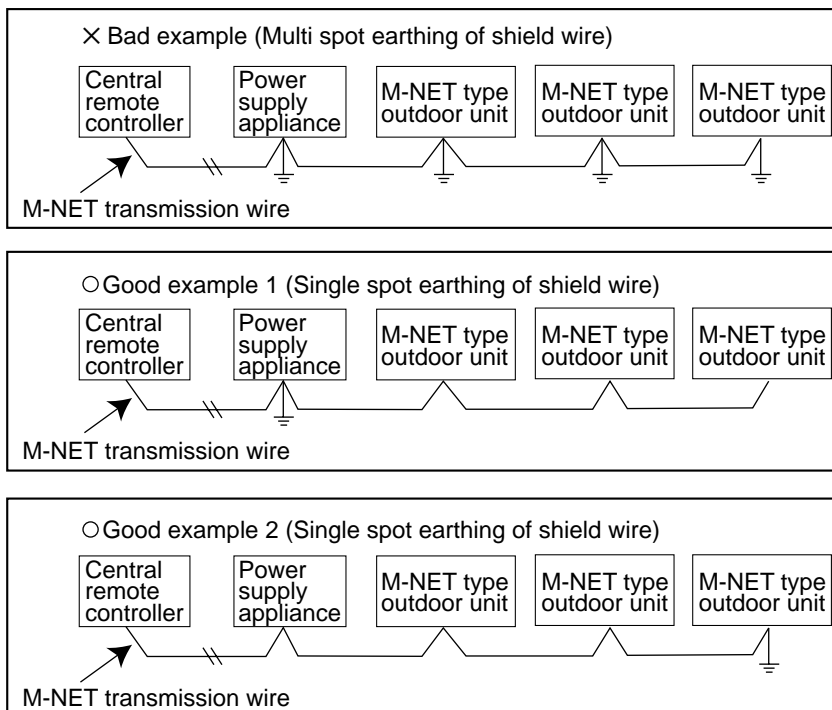 × Bad example (Multi spot earthing of shield wire)
Central
remote
controller
Power
supply
appliance
M-NET type
outdoor unit
M-NET type
outdoor unit
M-NET type
outdoor unit
M-NET transmission wire
○ Good example 1 (Single spot earthing of shield wire)
Central
remote
controller
Power
supply
appliance
M-NET type
outdoor unit
M-NET type
outdoor unit
M-NET type
outdoor unit
M-NET transmission wire
○ Good example 2 (Single spot earthing of shield wire)
Central
remote
controller
Power
supply
appliance
M-NET type
outdoor unit
M-NET type
outdoor unit
M-NET type
outdoor unit
M-NET transmission wire